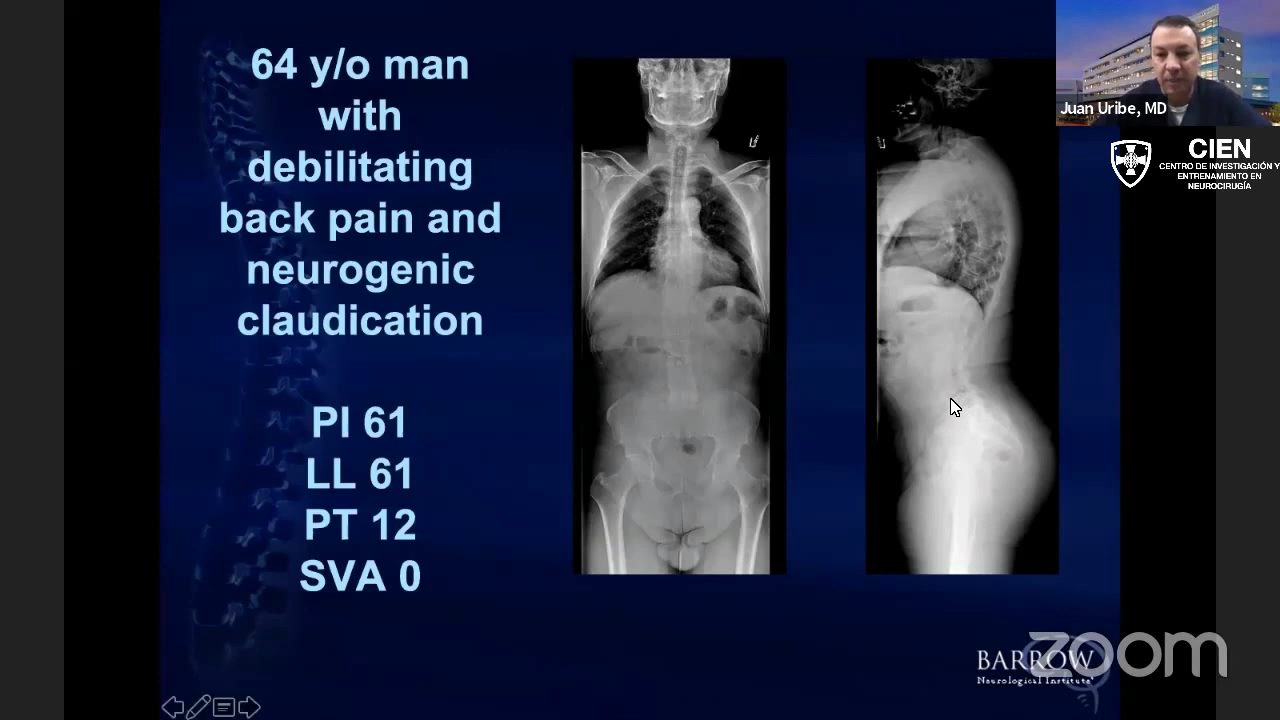 64 y/o man
with
debilitating
back pain and
neurogenic
claudication
PI 61
LL 61
PT 12
SVA 0
Juan Uribe, MD
CIEN
CENTRO DE INVESTIGACIÓN Y
ENTRENAMIENTO EN
NEUROCIRUGÍA
BARROW
Neurological Institute
zoom